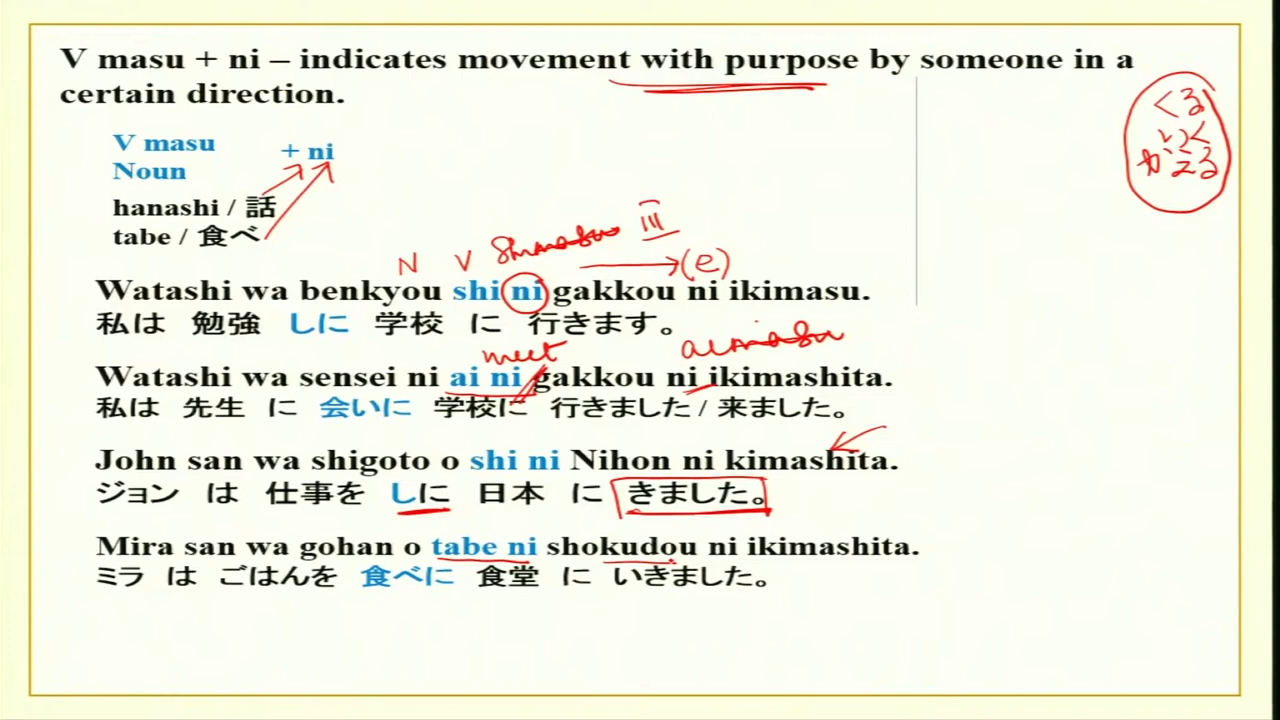 V masu + ni – indicates movement with purpose by someone in a
certain direction.
くる
いく
かえる
V masu
+ ni
Noun
hanashi / 話
tabe / 食べ
N V Shimasu III
(e)
Watashi wa benkyou shi ni gakkou ni ikimasu.
私は 勉強 しに 学校 に 行きます。
meet aimasu
Watashi wa sensei ni ai ni gakkou ni ikimashita.
私は 先生 に 会いに 学校に 行きました / 来ました。
John san wa shigoto o shi ni Nihon ni kimashita.
ジョン は 仕事を しに 日本 に きました。
Mira san wa gohan o tabe ni shokudou ni ikimashita.
ミラ は ごはんを 食べに 食堂 に いきました。